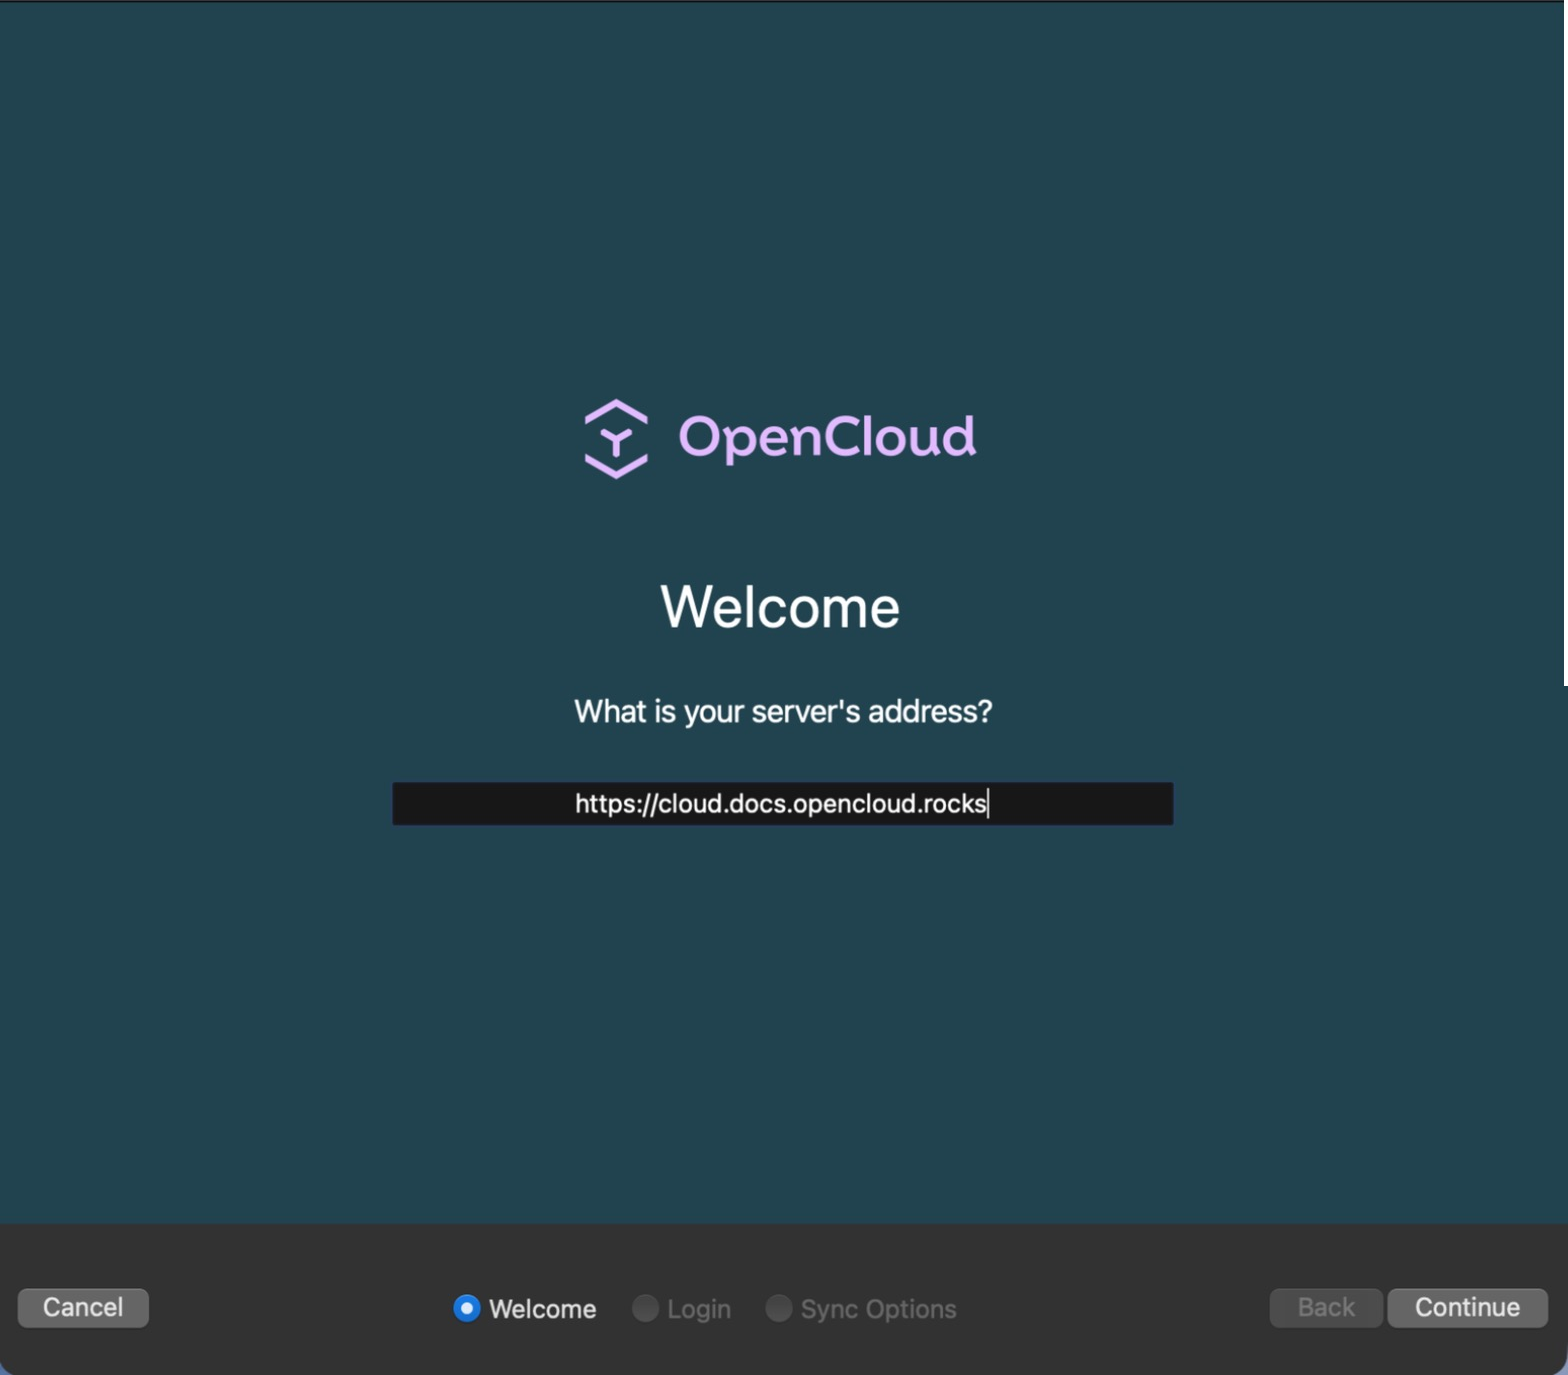 OpenCloud
Welcome
What is your server's address?
https://cloud.docs.opencloud.rocks
Cancel
Welcome
Login
Sync Options
Back
Continue